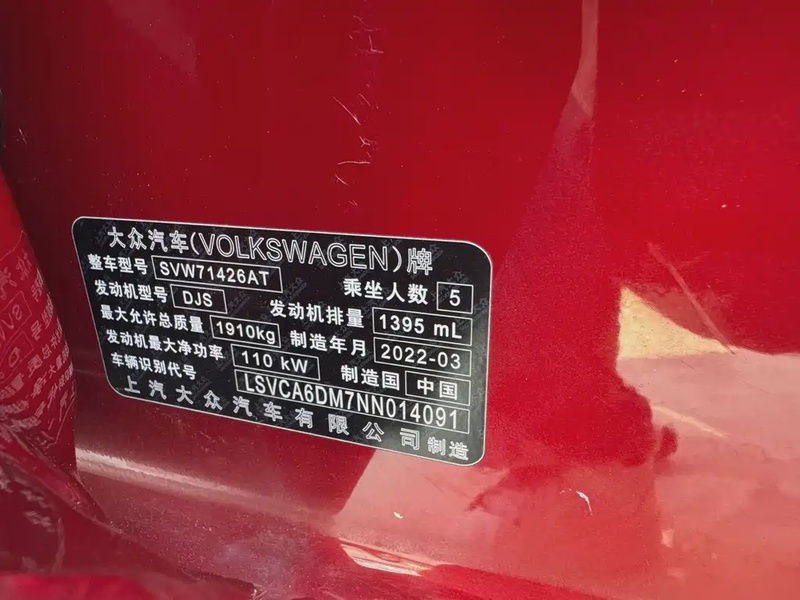 大众汽车(VOLKSWAGEN)牌
整车型号 SVW71426AT 乘坐人数 5
发动机型号 DJS 发动机排量 1395 mL
最大允许总质量 1910kg 制造年月 2022-03
发动机最大净功率 110 kW 制造国 中国
车辆识别代号 LSVCA6DM7NN014091
上汽大众汽车有限公司制造